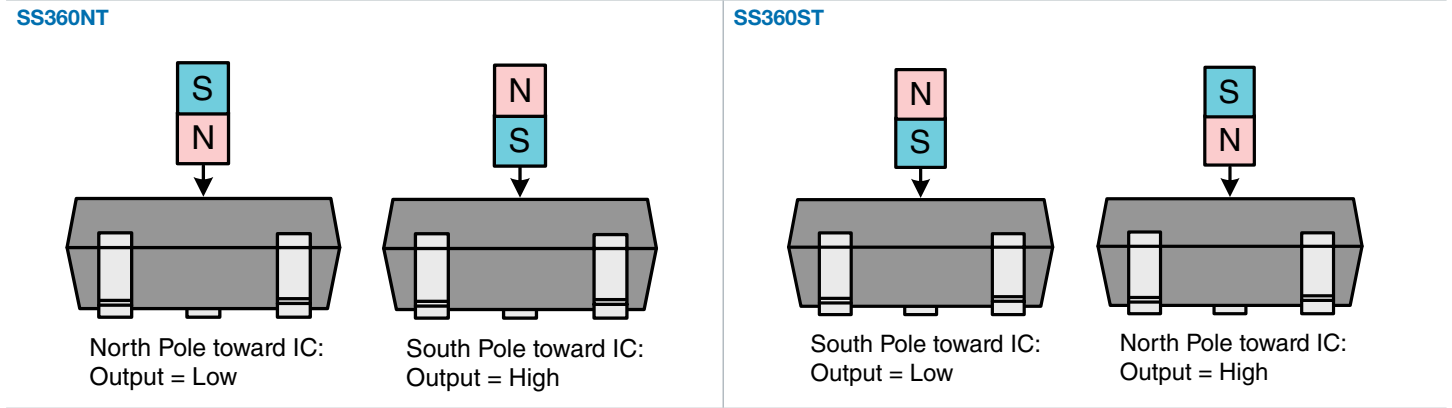 SS360NT
S
N
N
S
North Pole toward IC:
Output = Low
South Pole toward IC:
Output = High
SS360ST
N
S
S
N
South Pole toward IC:
Output = Low
North Pole toward IC:
Output = High